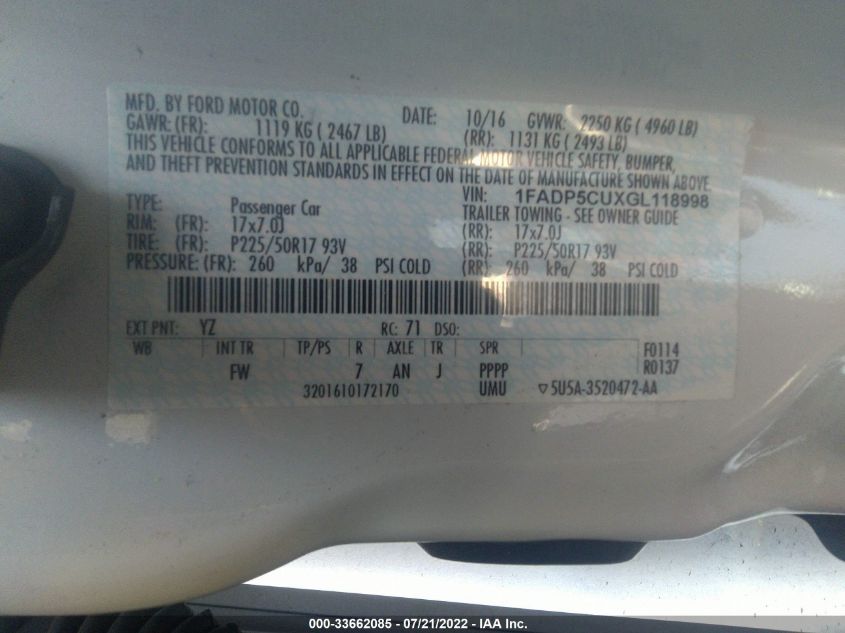 MFD. BY FORD MOTOR CO.
DATE: 10/16 GVWR: 2250 KG ( 4960 LB)
GAWR: (FR): 1119 KG ( 2467 LB) (RR): 1131 KG ( 2493 LB)
THIS VEHICLE CONFORMS TO ALL APPLICABLE FEDERAL MOTOR VEHICLE SAFETY, BUMPER,
AND THEFT PREVENTION STANDARDS IN EFFECT ON THE DATE OF MANUFACTURE SHOWN ABOVE.
VIN: 1FADP5CUXGL118998
TYPE: Passenger Car TRAILER TOWING - SEE OWNER GUIDE
RIM: (FR): 17x7.0J (RR): 17x7.0J
TIRE: (FR): P225/50R17 93V (RR): P225/50R17 93V
PRESSURE: (FR): 260 kPa/ 38 PSI COLD (RR): 260 kPa/ 38 PSI COLD
EXT PNT: YZ RC: 71 DSO:
WB INT TR TP/PS R AXLE TR SPR F0114
FW 7 AN J PPPP R0137
3201610172170 UMU ▽5U5A-3520472-AA
000-33662085 - 07/21/2022 - IAA Inc.